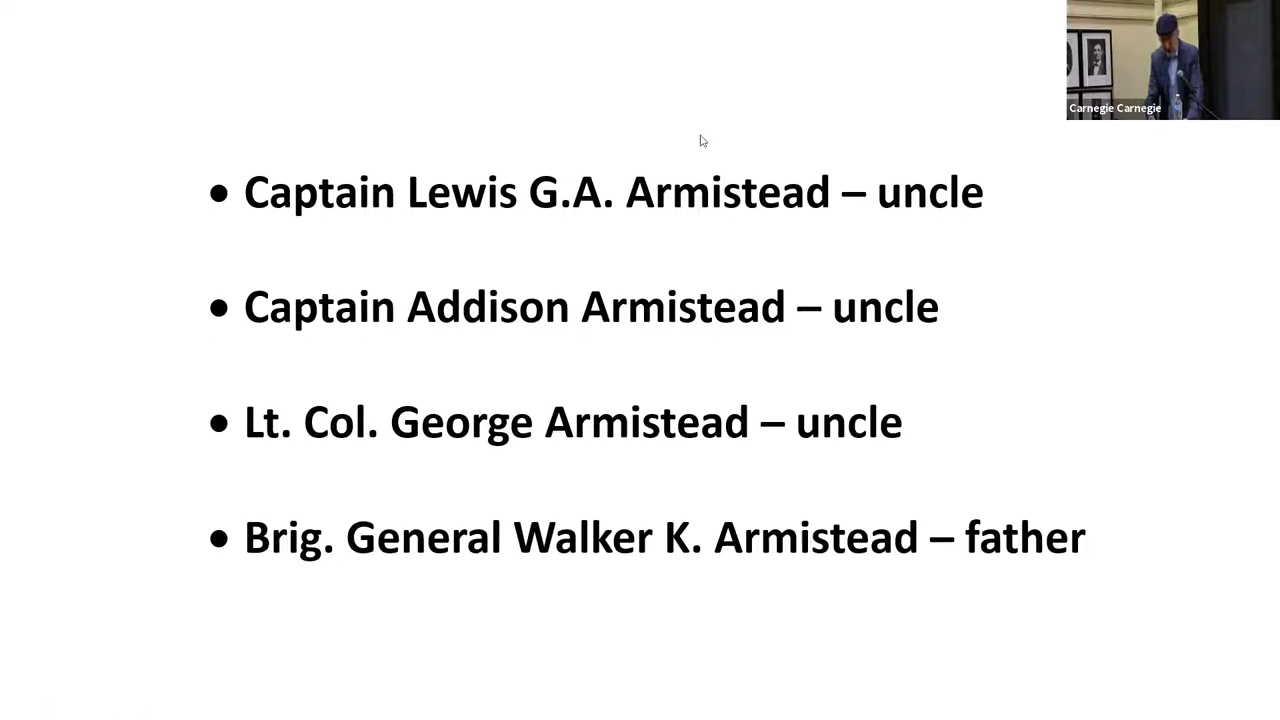 Carnegie Carnegie
• Captain Lewis G.A. Armistead – uncle
• Captain Addison Armistead – uncle
• Lt. Col. George Armistead – uncle
• Brig. General Walker K. Armistead – father